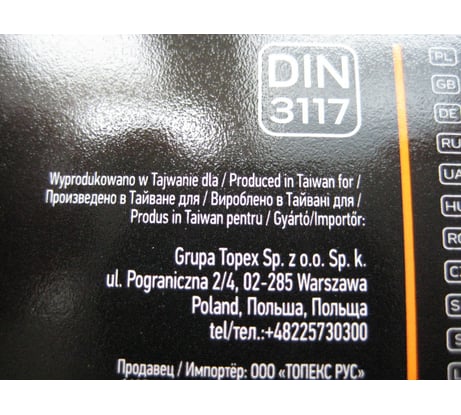 DIN
3117
PL
GB
DE
RU
UA
HU
RO
Wyprodukowano w Tajwanie dla / Produced in Taiwan for /
Произведено в Тайване для / Вироблено в Тайвані для /
Produs in Taiwan pentru / Gyártó/Importőr:
Grupa Topex Sp. z o.o. Sp. k.
ul. Pograniczna 2/4, 02-285 Warszawa
Poland, Польша, Польща
tel/тел.:+48225730300
Продавец / Импортёр: ООО «ТОПЕКС РУС»